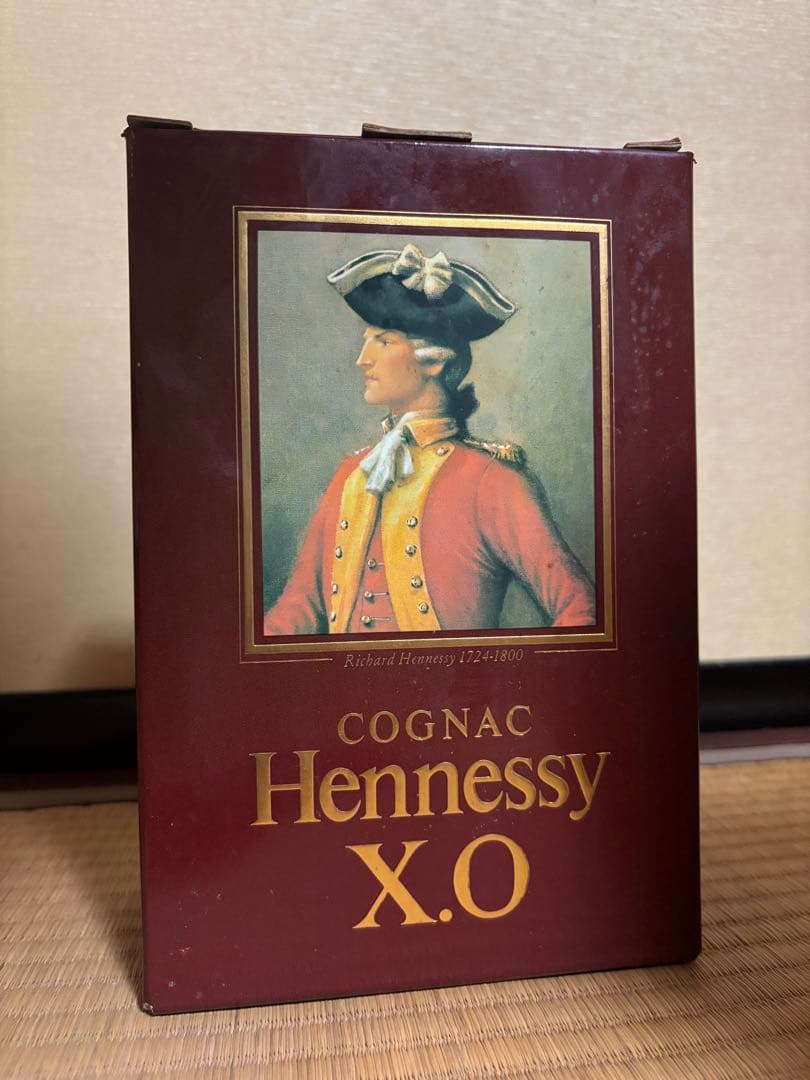 Richard Hennessy 1724-1800
COGNAC
Hennessy
X.O